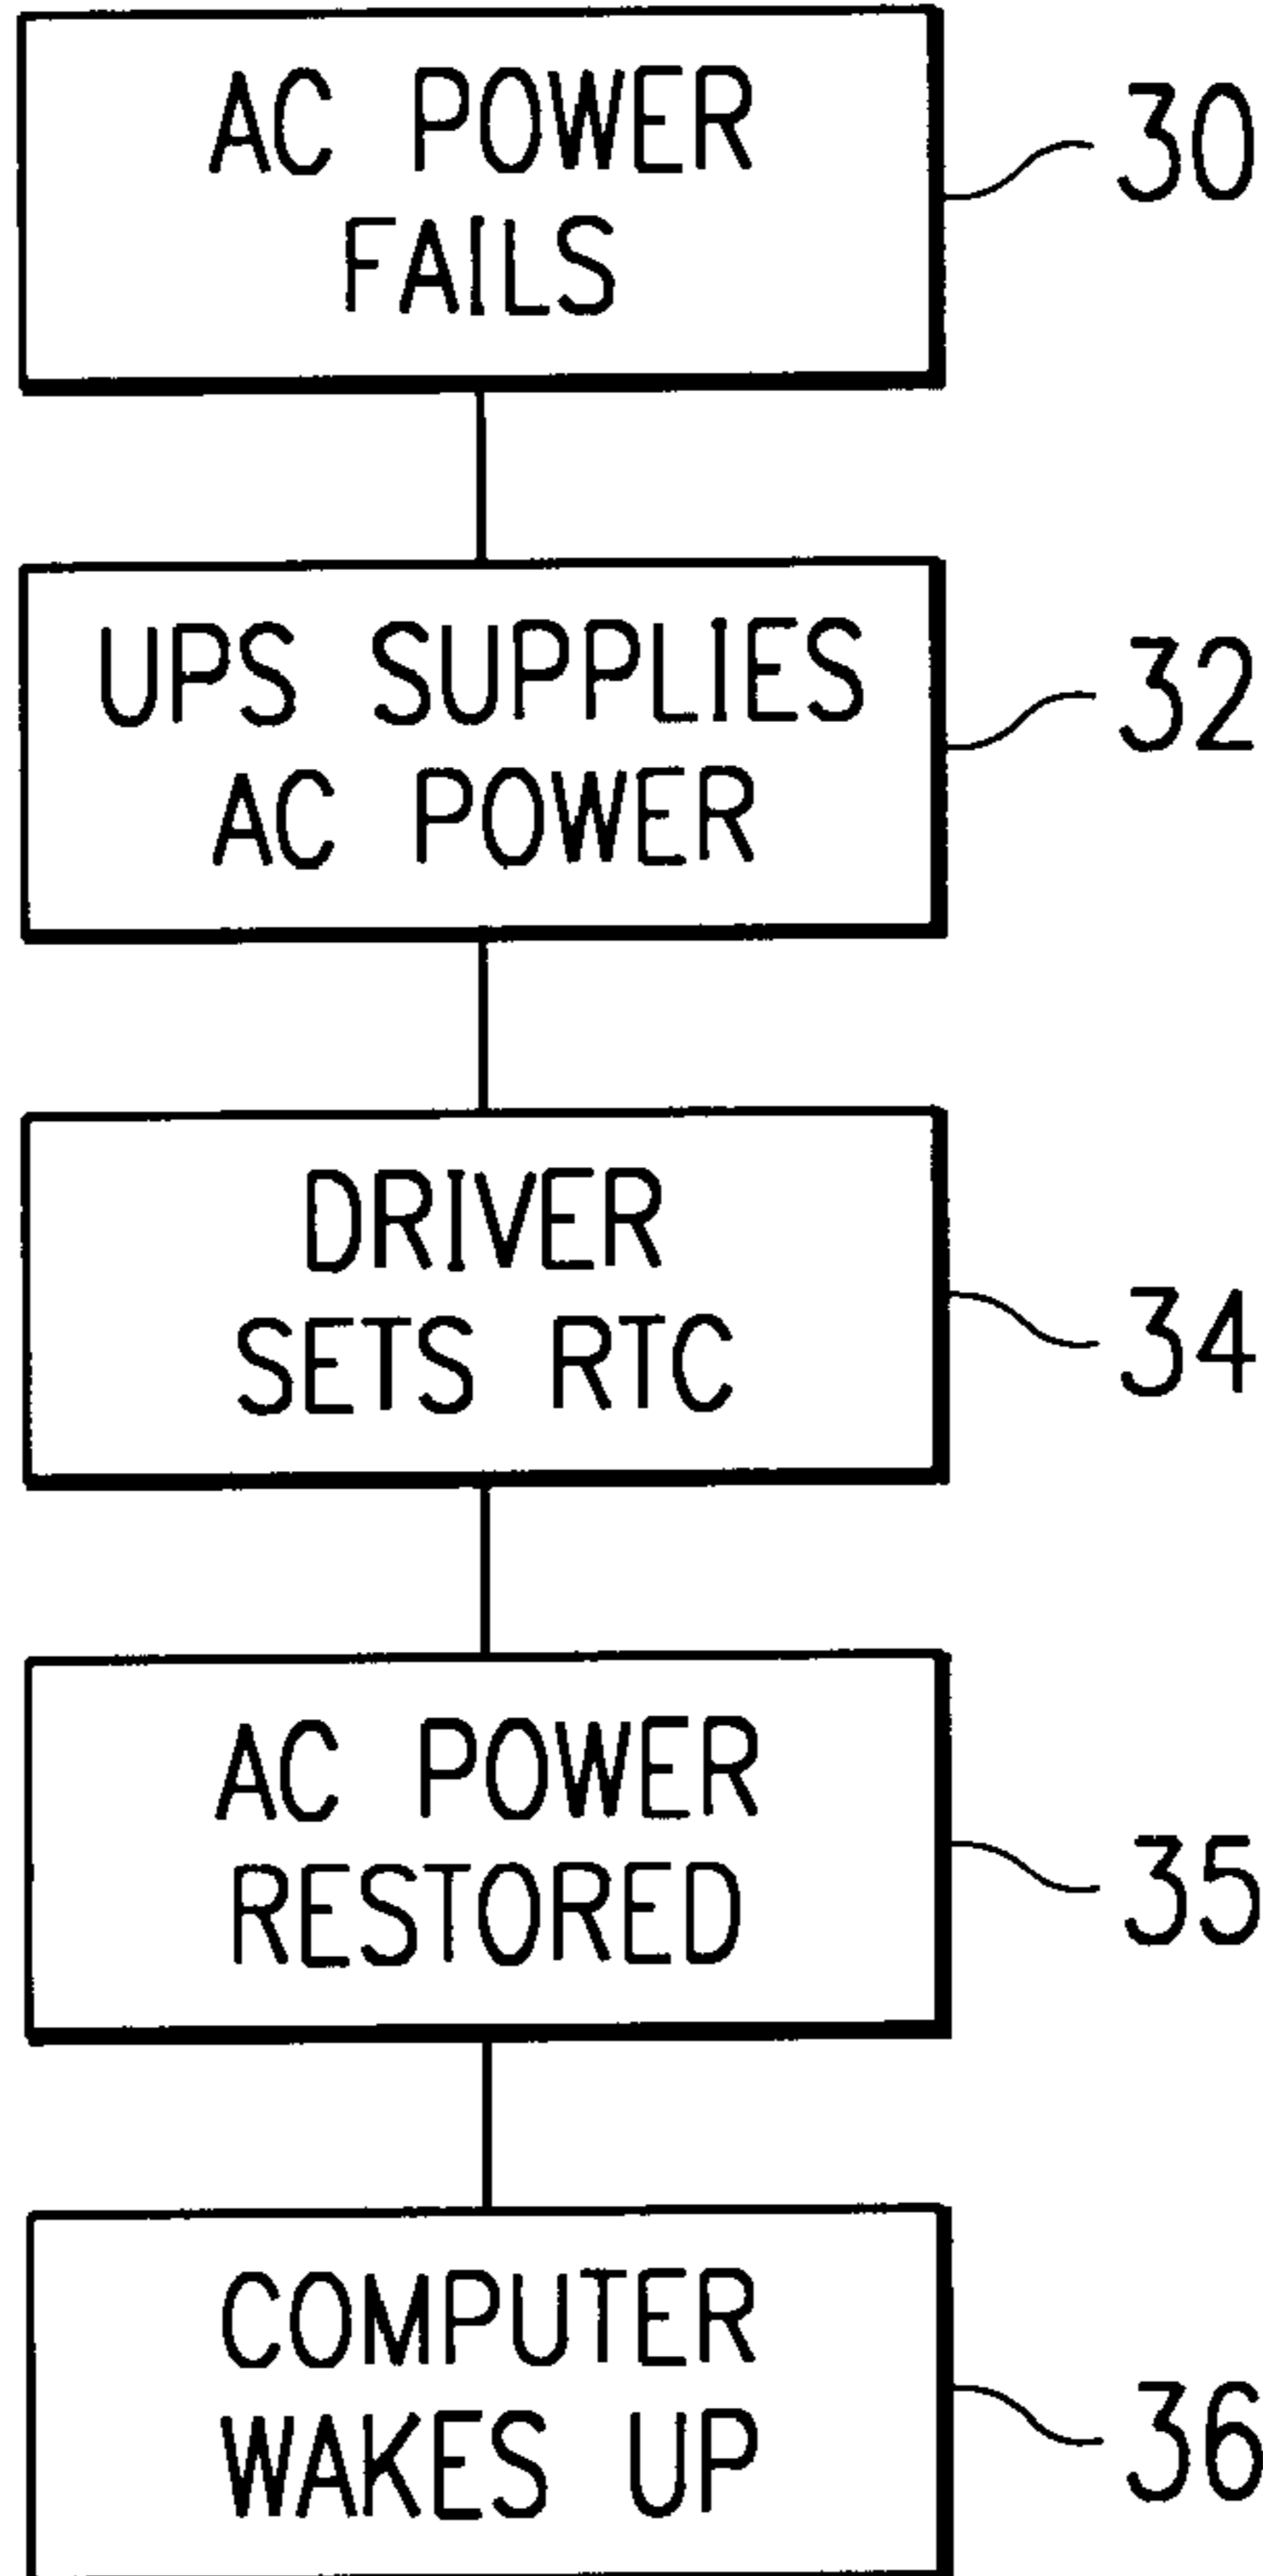 AC POWER
FAILS
30
UPS SUPPLIES
AC POWER
32
DRIVER
SETS RTC
34
AC POWER
RESTORED
35
COMPUTER
WAKES UP
36